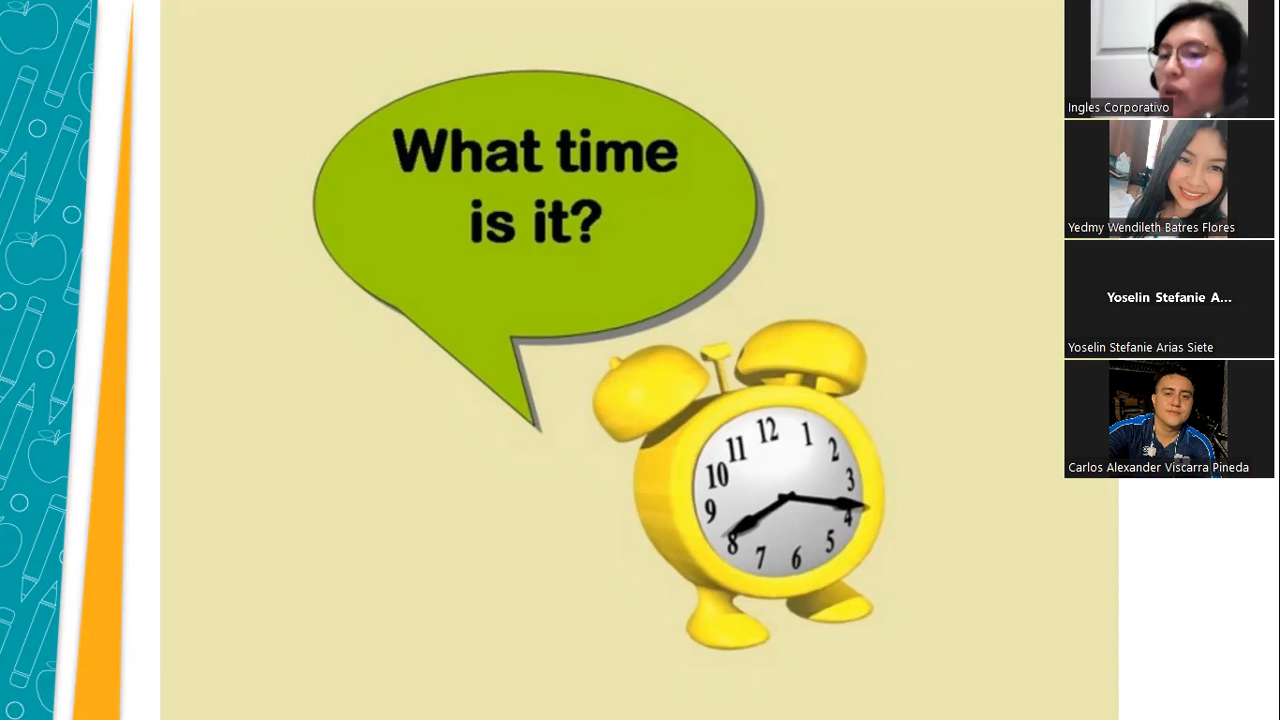 What time
is it?
12
1
2
3
4
5
6
7
8
9
10
11
Ingles Corporativo
Yedmy Wendileth Batres Flores
Yoselin Stefanie A...
Yoselin Stefanie Arias Siete
Carlos Alexander Viscarra Pineda